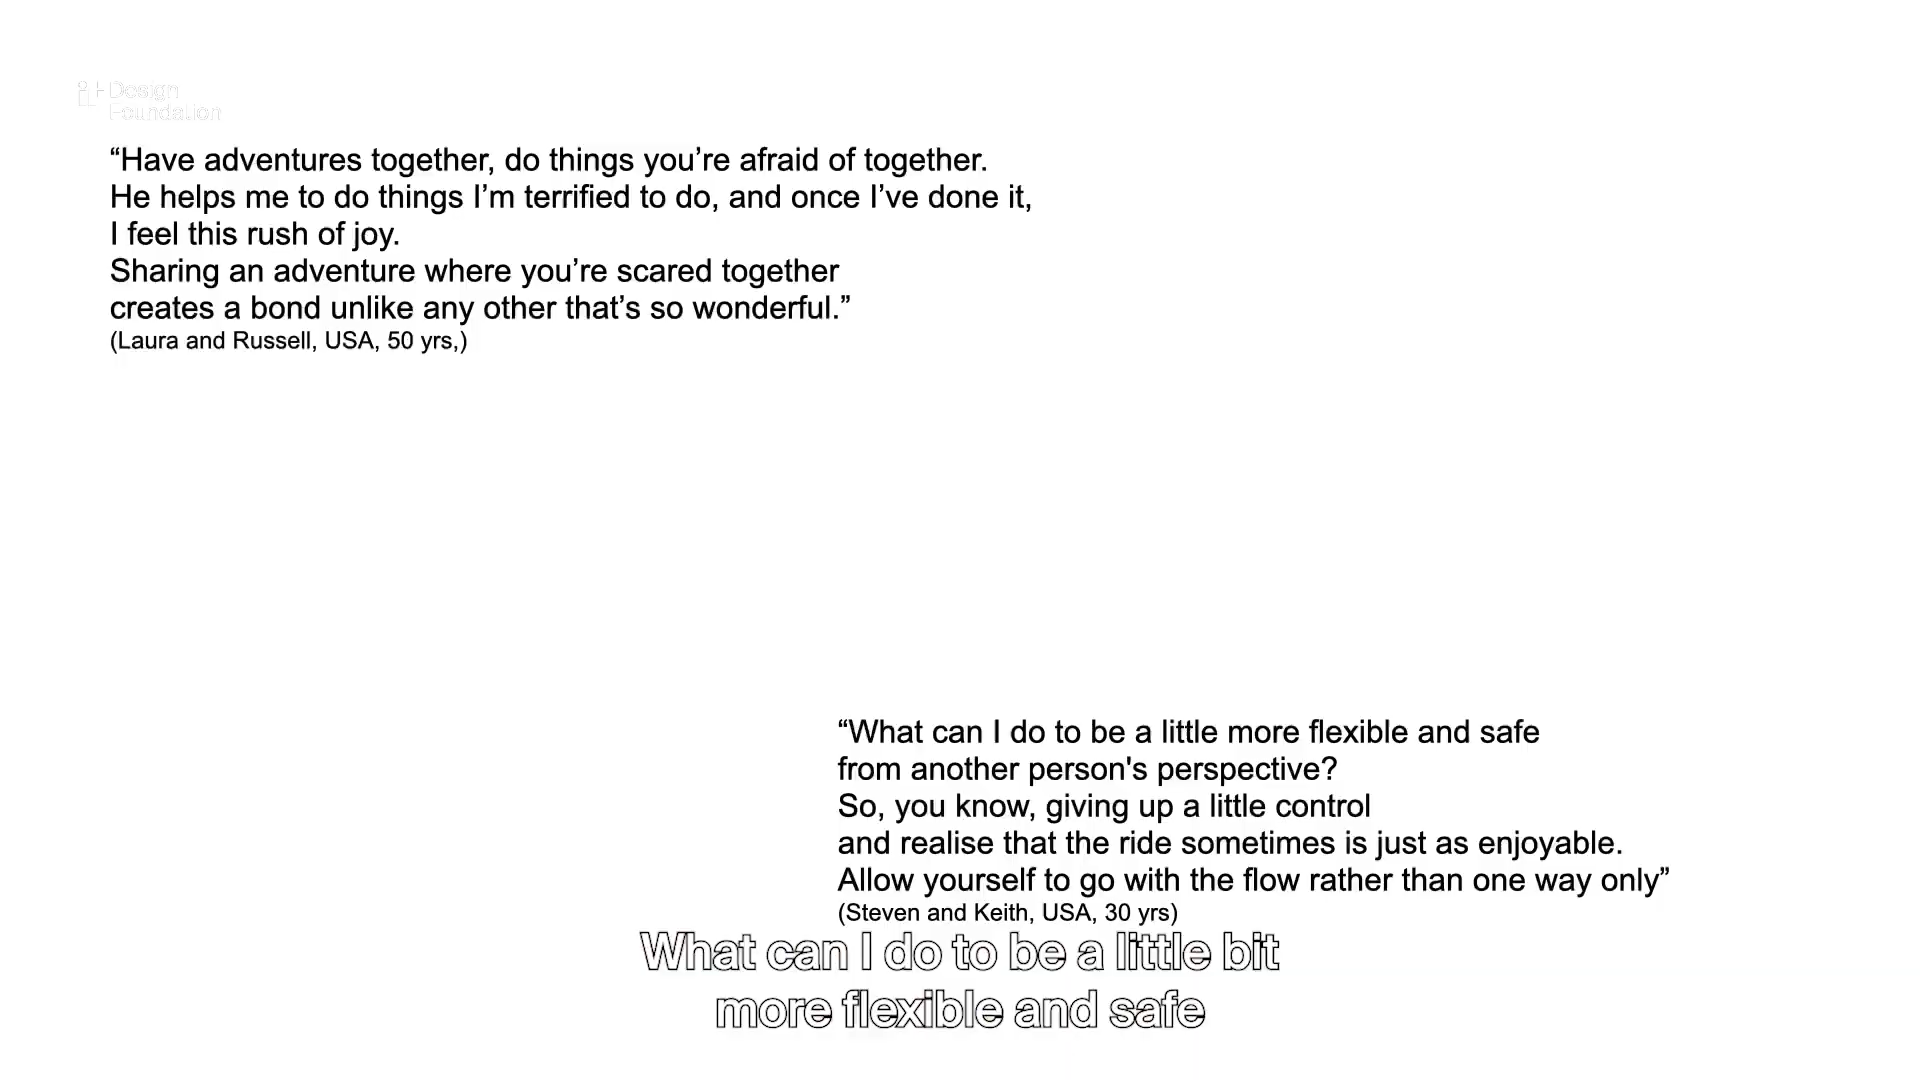 Design
Foundation
“Have adventures together, do things you’re afraid of together.
He helps me to do things I’m terrified to do, and once I’ve done it,
I feel this rush of joy.
Sharing an adventure where you’re scared together
creates a bond unlike any other that’s so wonderful.”
(Laura and Russell, USA, 50 yrs,)
“What can I do to be a little more flexible and safe
from another person's perspective?
So, you know, giving up a little control
and realise that the ride sometimes is just as enjoyable.
Allow yourself to go with the flow rather than one way only”
(Steven and Keith, USA, 30 yrs)
What can I do to be a little bit
more flexible and safe